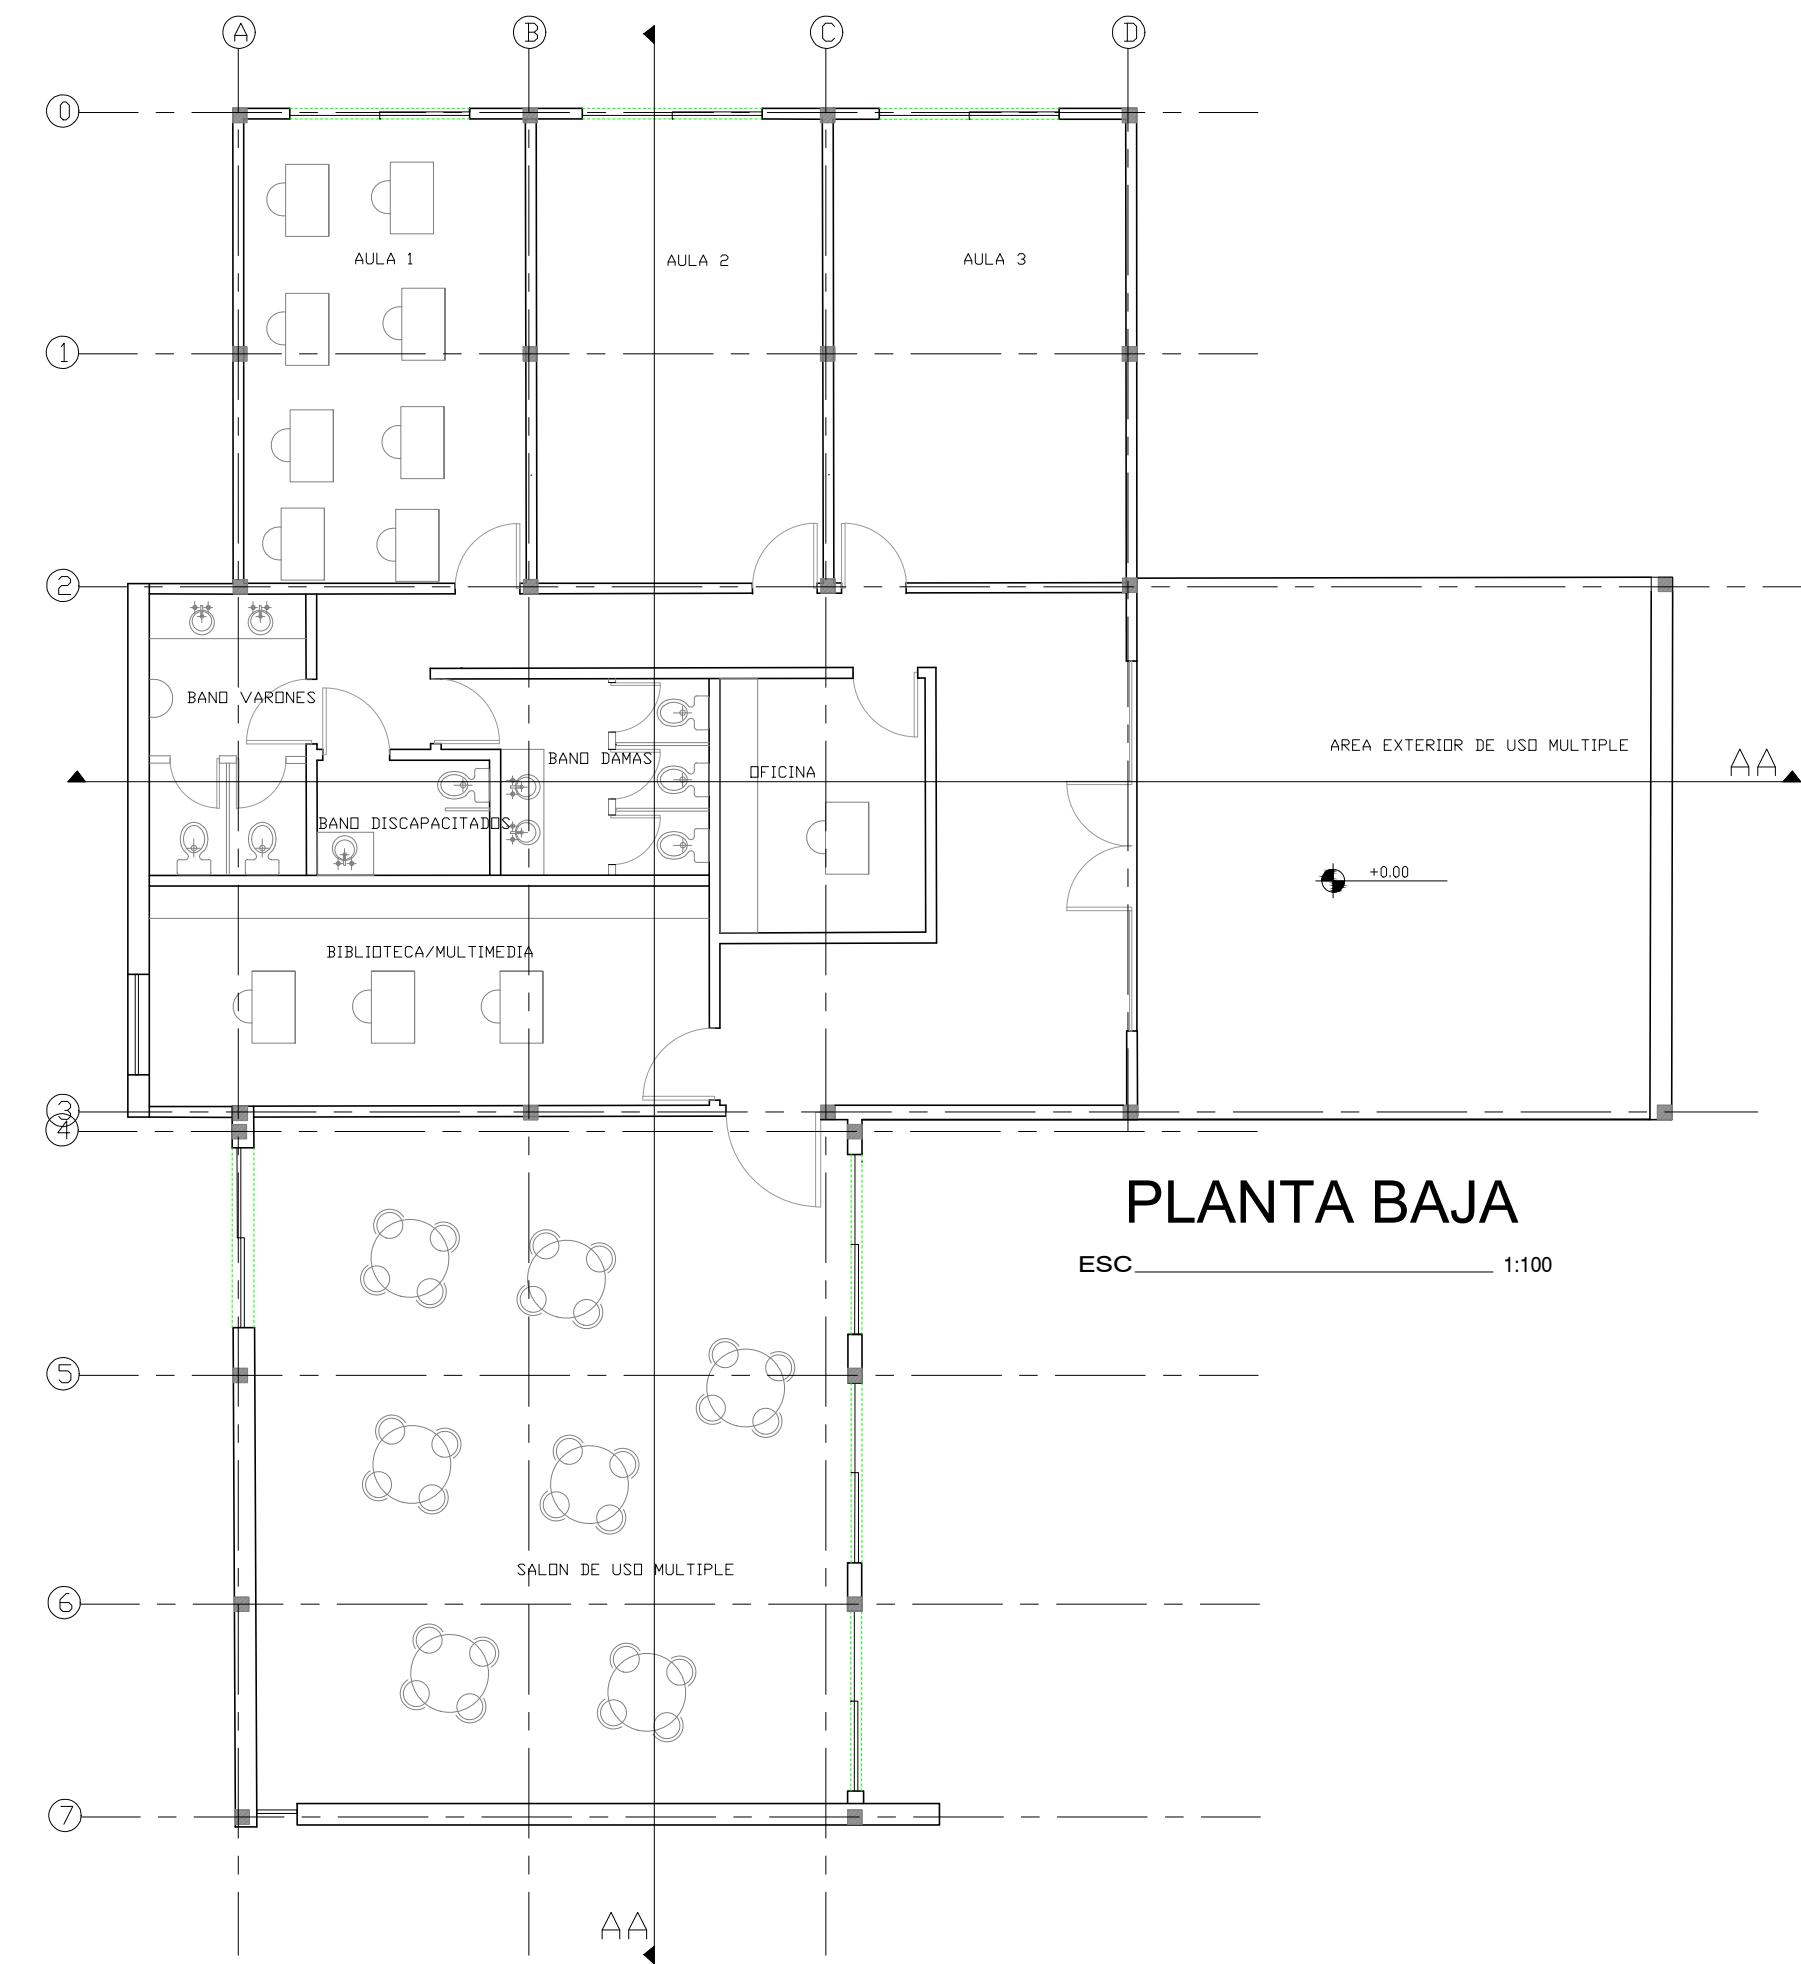 A B C D
0
AULA 1 AULA 2 AULA 3
1
2
BANO VARONES
AREA EXTERIOR DE USO MULTIPLE
BANO DAMAS
AA
OFICINA
BANO DISCAPACITADOS
+0.00
BIBLIOTECA/MULTIMEDIA
3
4
PLANTA BAJA
ESC 1:100
5
SALON DE USO MULTIPLE
6
7
AA